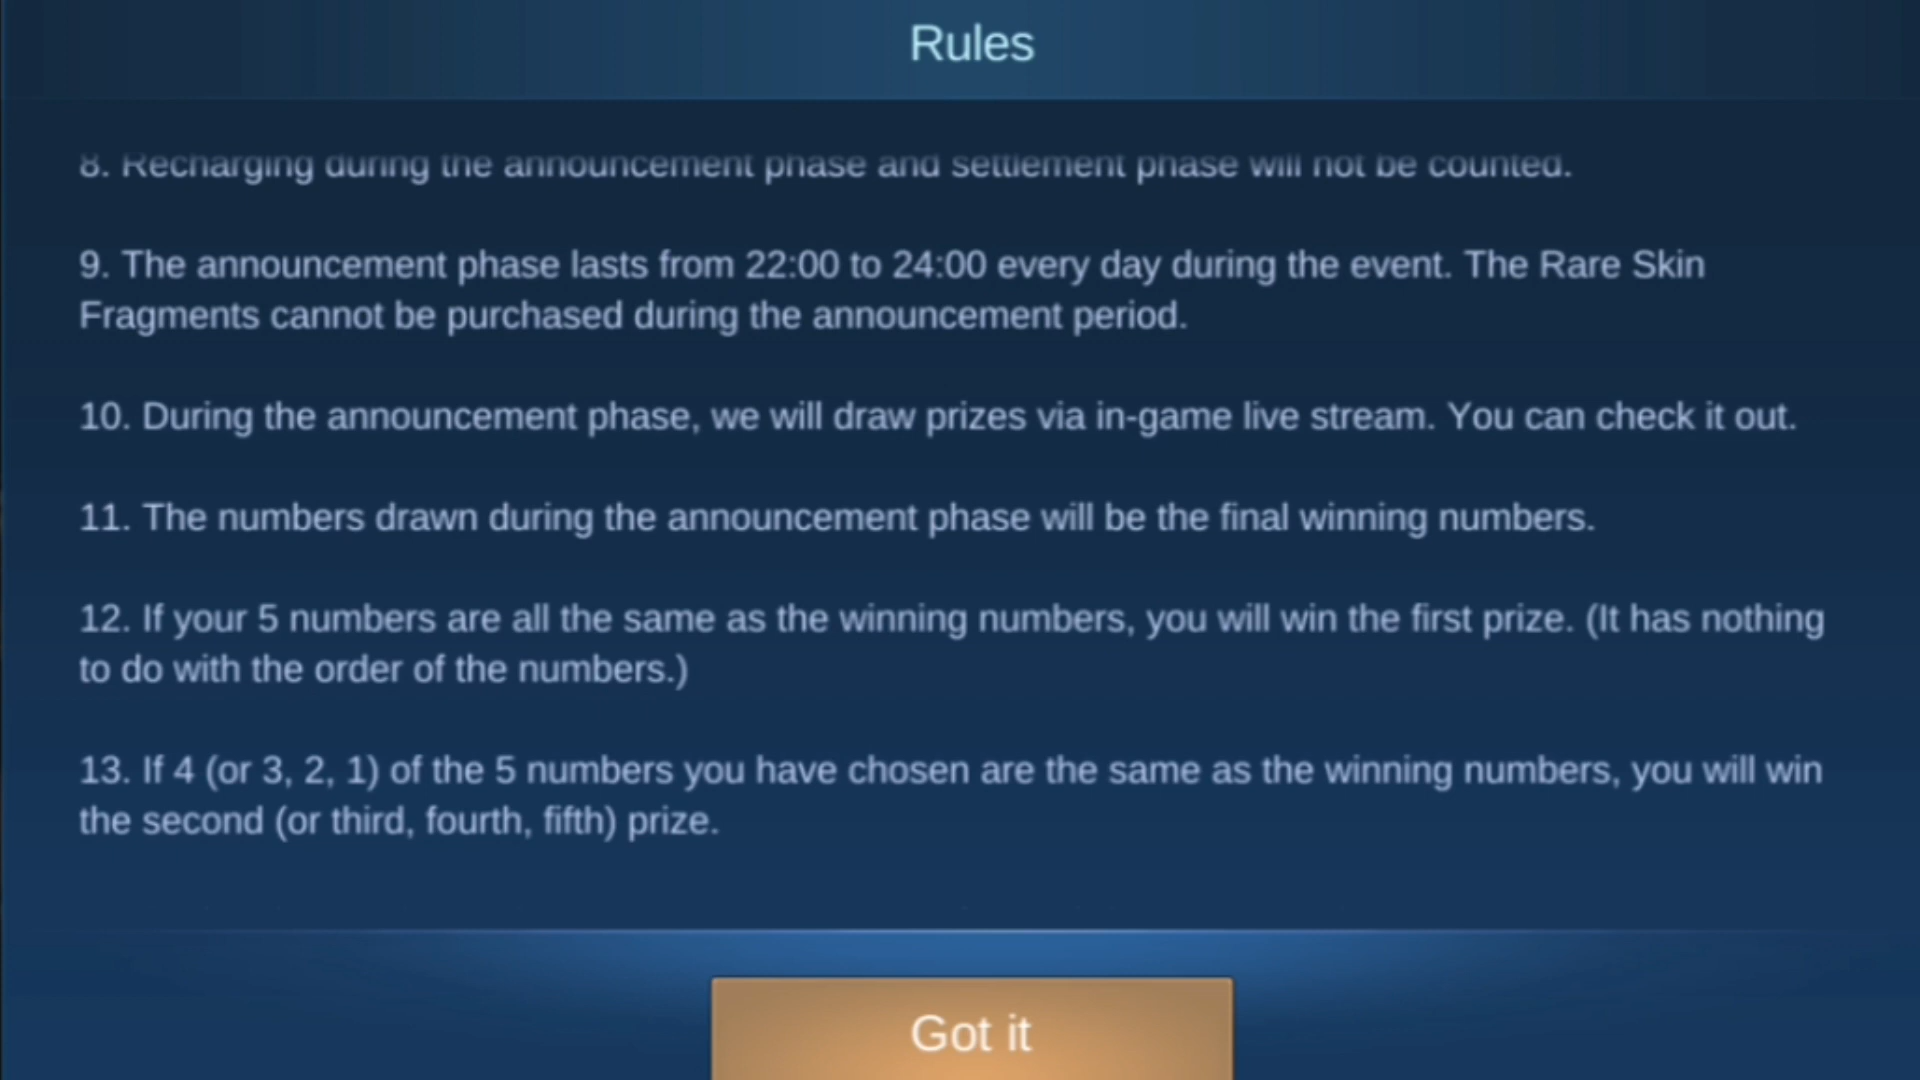 Rules
8. Recharging during the announcement phase and settlement phase will not be counted.
9. The announcement phase lasts from 22:00 to 24:00 every day during the event. The Rare Skin
Fragments cannot be purchased during the announcement period.
10. During the announcement phase, we will draw prizes via in-game live stream. You can check it out.
11. The numbers drawn during the announcement phase will be the final winning numbers.
12. If your 5 numbers are all the same as the winning numbers, you will win the first prize. (It has nothing
to do with the order of the numbers.)
13. If 4 (or 3, 2, 1) of the 5 numbers you have chosen are the same as the winning numbers, you will win
the second (or third, fourth, fifth) prize.
Got it